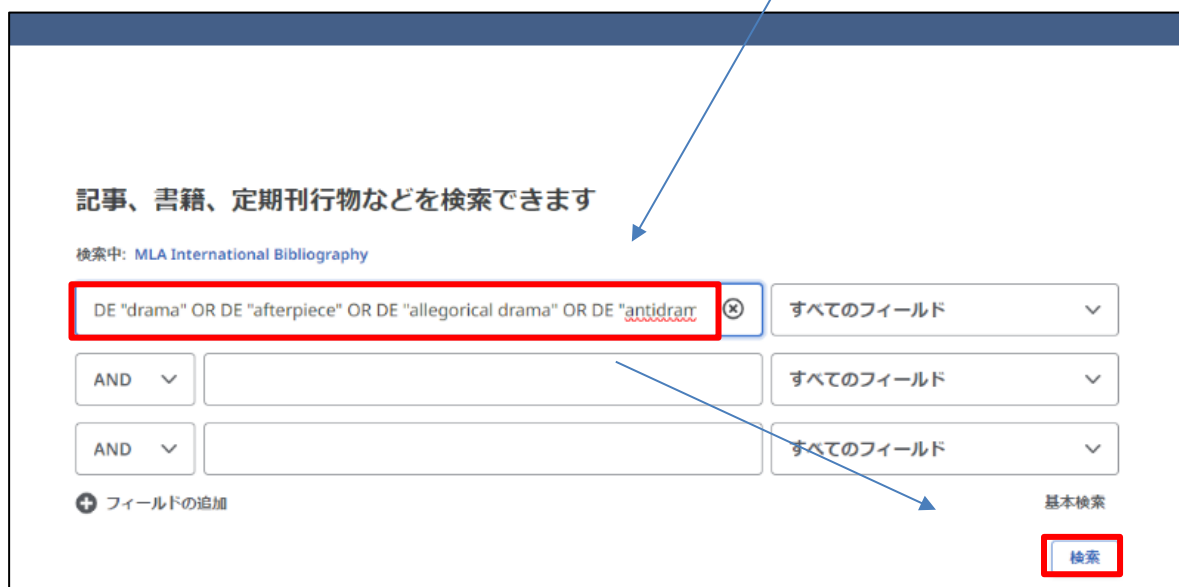 記事、書籍、定期刊行物などを検索できます
検索中: MLA International Bibliography
DE "drama" OR DE "afterpiece" OR DE "allegorical drama" OR DE "antidram すべてのフィールド
AND すべてのフィールド
AND すべてのフィールド
フィールドの追加 基本検索
検索